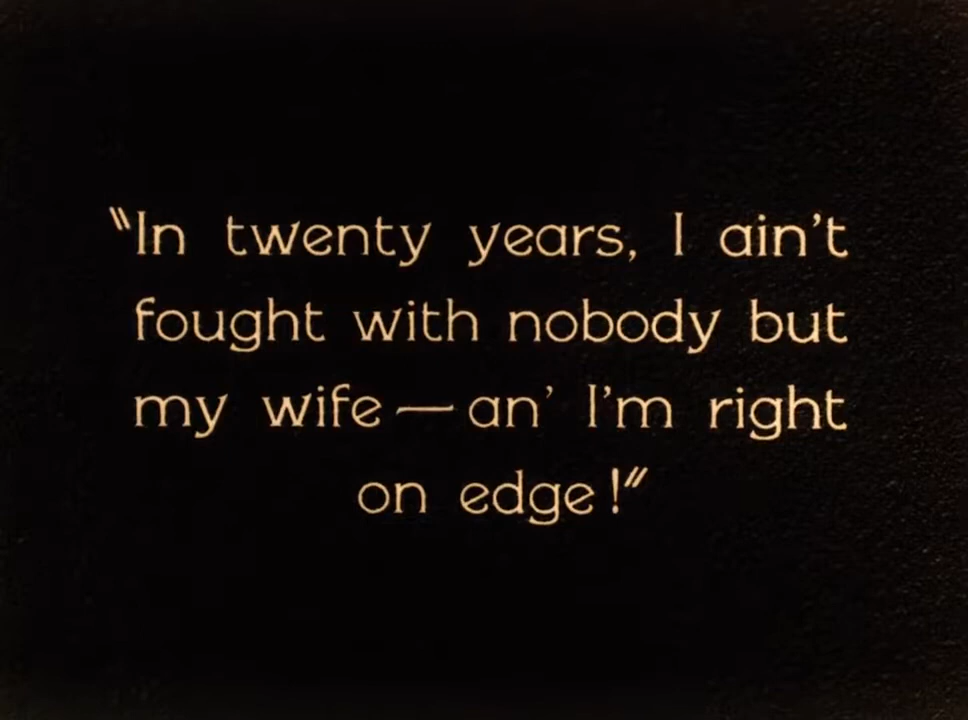 "In twenty years, I ain't
fought with nobody but
my wife — an' I'm right
on edge!"